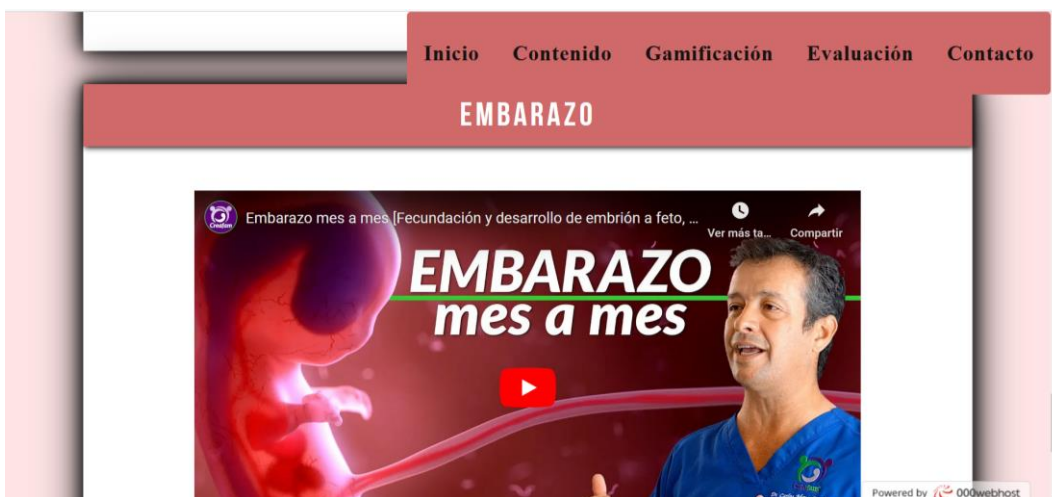 Inicio Contenido Gamificación Evaluación Contacto
EMBARAZO
Embarazo mes a mes [Fecundación y desarrollo de embrión a feto, ...
Ver más ta... Compartir
EMBARAZO
mes a mes
Powered by 000webhost